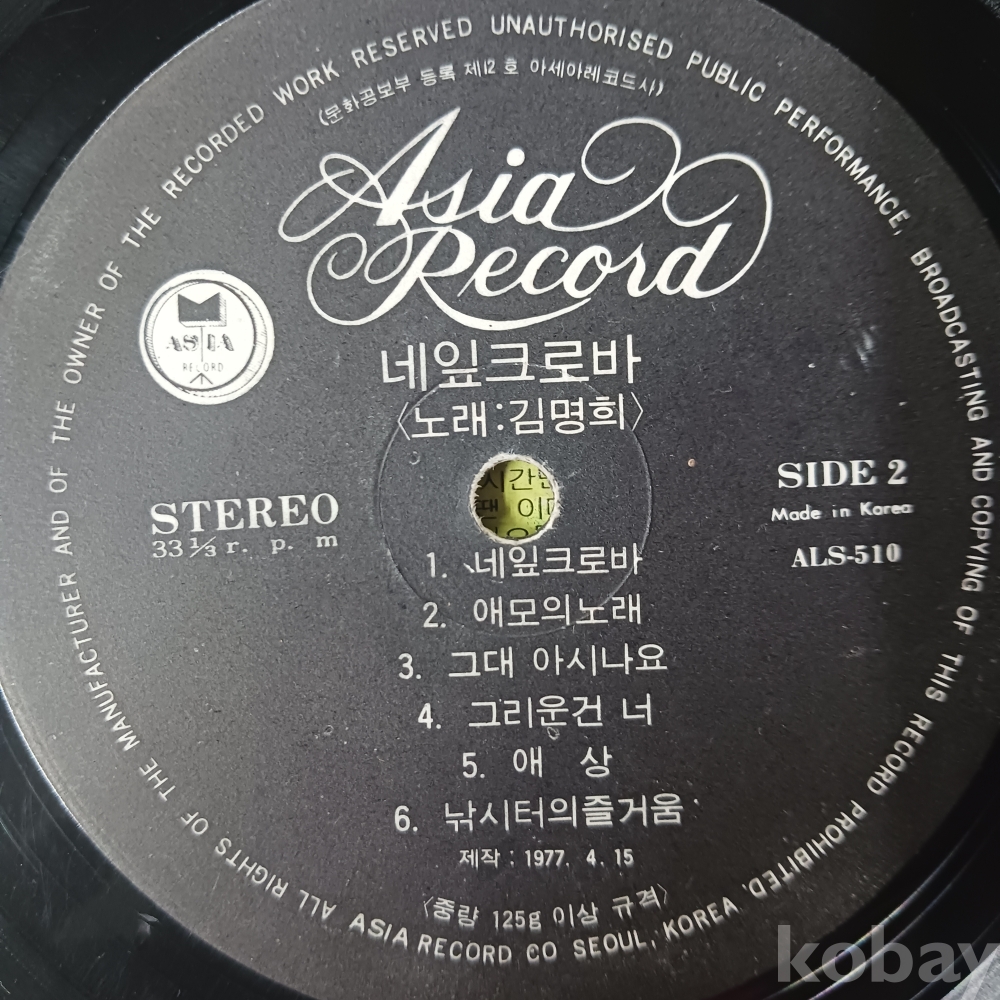 THE MANUFACTURER AND OF THE OWNER OF THE RECORDED WORK RESERVED UNAUTHORISED PUBLIC PERFORMANCE, BROADCASTING AND COPYING OF THIS RECORD PROHIBITED.
(문화공보부 등록 제12 호 아세아레코드사)
Asia
Record
ASIA
RECORD
네잎크로바
〈노래:김명희〉
STEREO
33 1/3 r. p. m
SIDE 2
Made in Korea
ALS-510
시간
이
1. 네잎크로바
2. 애모의노래
3. 그대 아시나요
4. 그리운건 너
5. 애 상
6. 낚시터의즐거움
제작 : 1977. 4. 15
〈중량 125g 이상 규격〉
ASIA RECORD CO SEOUL, KOREA.
ALL RIGHTS OF
kobay